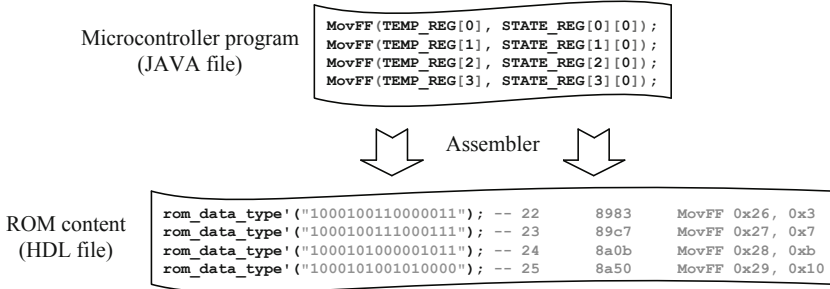 Microcontroller program
(JAVA file)
MovFF(TEMP_REG[0], STATE_REG[0][0]);
MovFF(TEMP_REG[1], STATE_REG[1][0]);
MovFF(TEMP_REG[2], STATE_REG[2][0]);
MovFF(TEMP_REG[3], STATE_REG[3][0]);
Assembler
ROM content
(HDL file)
rom_data_type'("1000100110000011"); -- 22 8983 MovFF 0x26, 0x3
rom_data_type'("1000100111000111"); -- 23 89c7 MovFF 0x27, 0x7
rom_data_type'("1000101000001011"); -- 24 8a0b MovFF 0x28, 0xb
rom_data_type'("1000101001010000"); -- 25 8a50 MovFF 0x29, 0x10